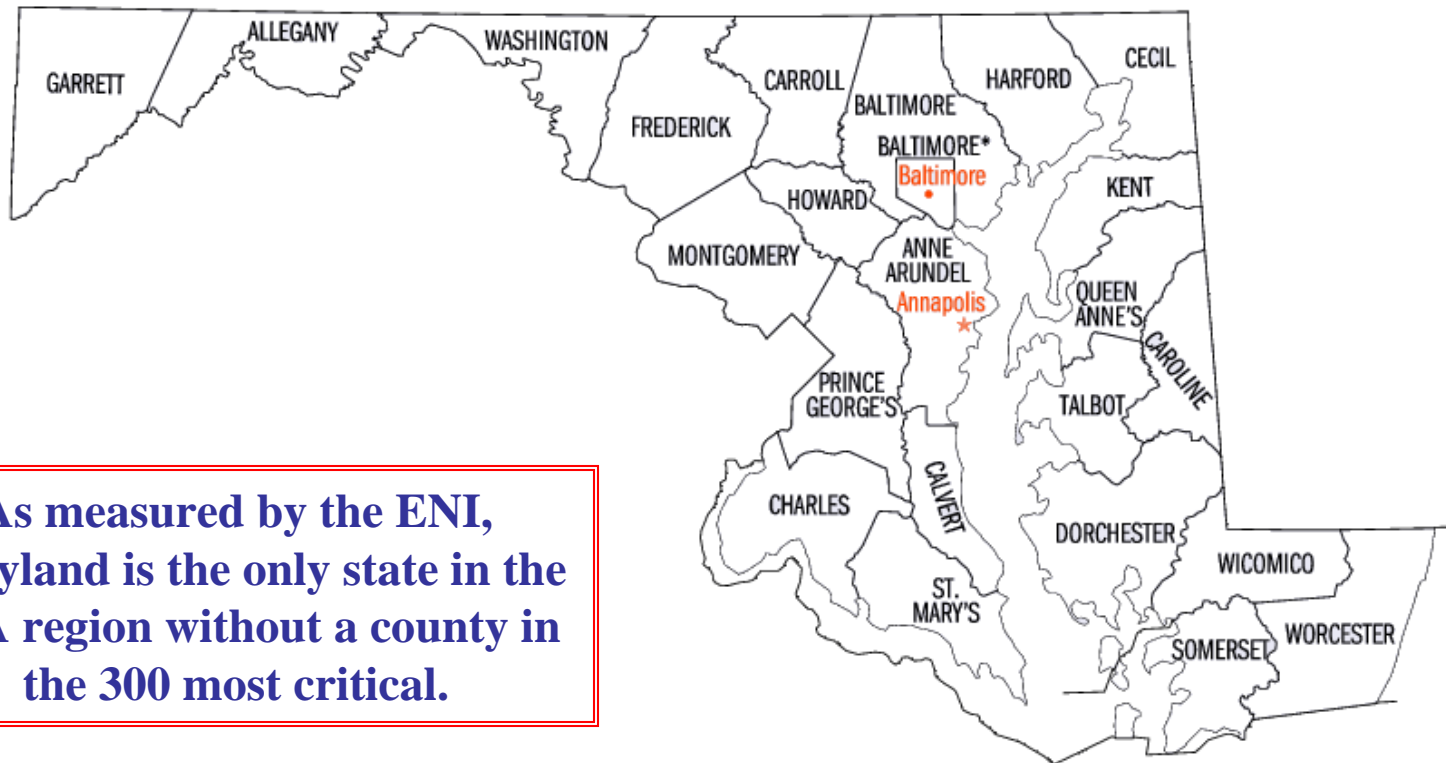 ALLEGANY
WASHINGTON
GARRETT
CARROLL
HARFORD
CECIL
FREDERICK
BALTIMORE
BALTIMORE*
Baltimore
HOWARD
KENT
MONTGOMERY
ANNE
ARUNDEL
Annapolis
QUEEN
ANNE'S
CAROLINE
PRINCE
GEORGE'S
TALBOT
CALVERT
CHARLES
DORCHESTER
WICOMICO
ST.
MARY'S
SOMERSET
WORCESTER
As measured by the ENI,
yland is the only state in the
region without a county in
the 300 most critical.